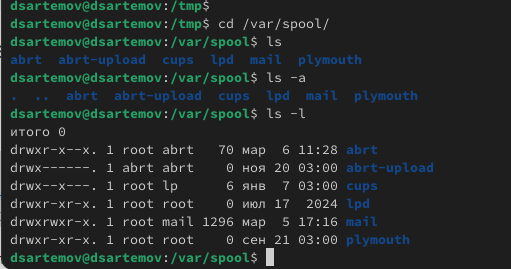 dsartemov@dsartemov:/tmp$
dsartemov@dsartemov:/tmp$ cd /var/spool/
dsartemov@dsartemov:/var/spool$ ls
abrt abrt-upload cups lpd mail plymouth
dsartemov@dsartemov:/var/spool$ ls -a
. .. abrt abrt-upload cups lpd mail plymouth
dsartemov@dsartemov:/var/spool$ ls -l
итого 0
drwxr-x--x. 1 root abrt 70 мар 6 11:28 abrt
drwx------. 1 abrt abrt 0 ноя 20 03:00 abrt-upload
drwx--x---. 1 root lp 6 янв 7 03:00 cups
drwxr-xr-x. 1 root root 0 июл 17 2024 lpd
drwxrwxr-x. 1 root mail 1296 мар 5 17:16 mail
drwxr-xr-x. 1 root root 0 сен 21 03:00 plymouth
dsartemov@dsartemov:/var/spool$